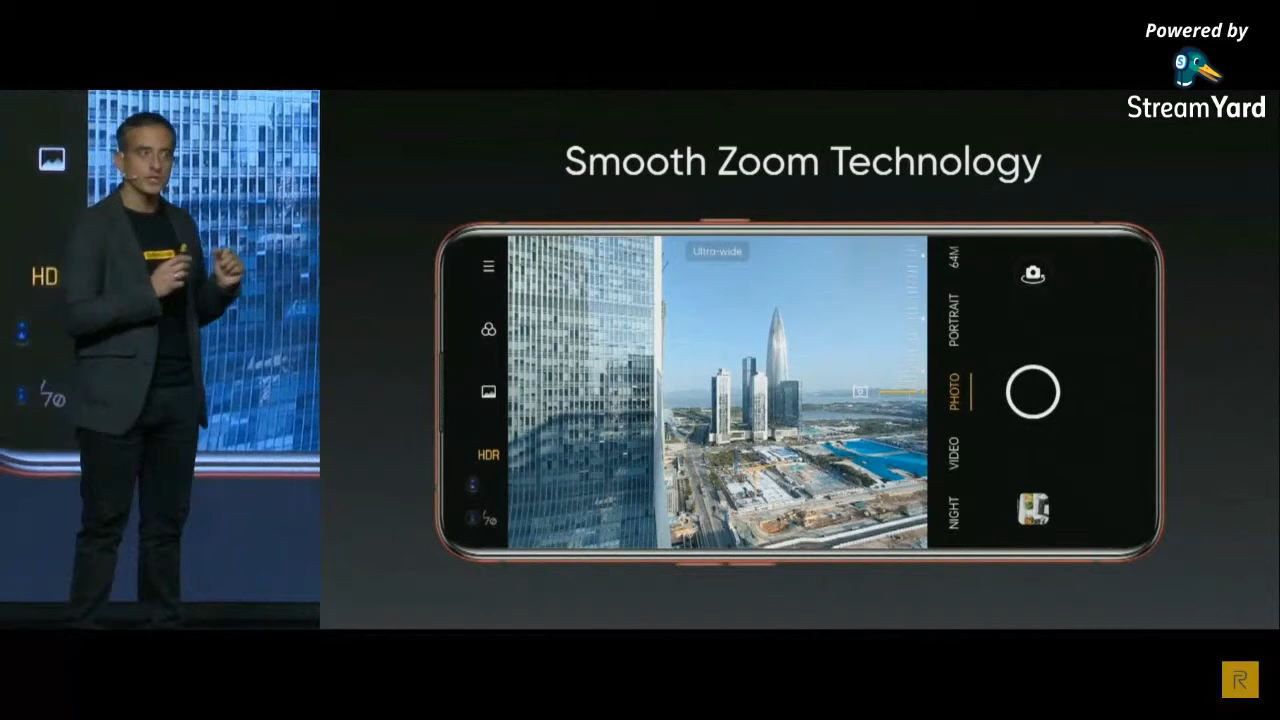 Powered by
StreamYard
Smooth Zoom Technology
Ultra-wide
HD
HDR
64M
PORTRAIT
PHOTO
VIDEO
NIGHT
R